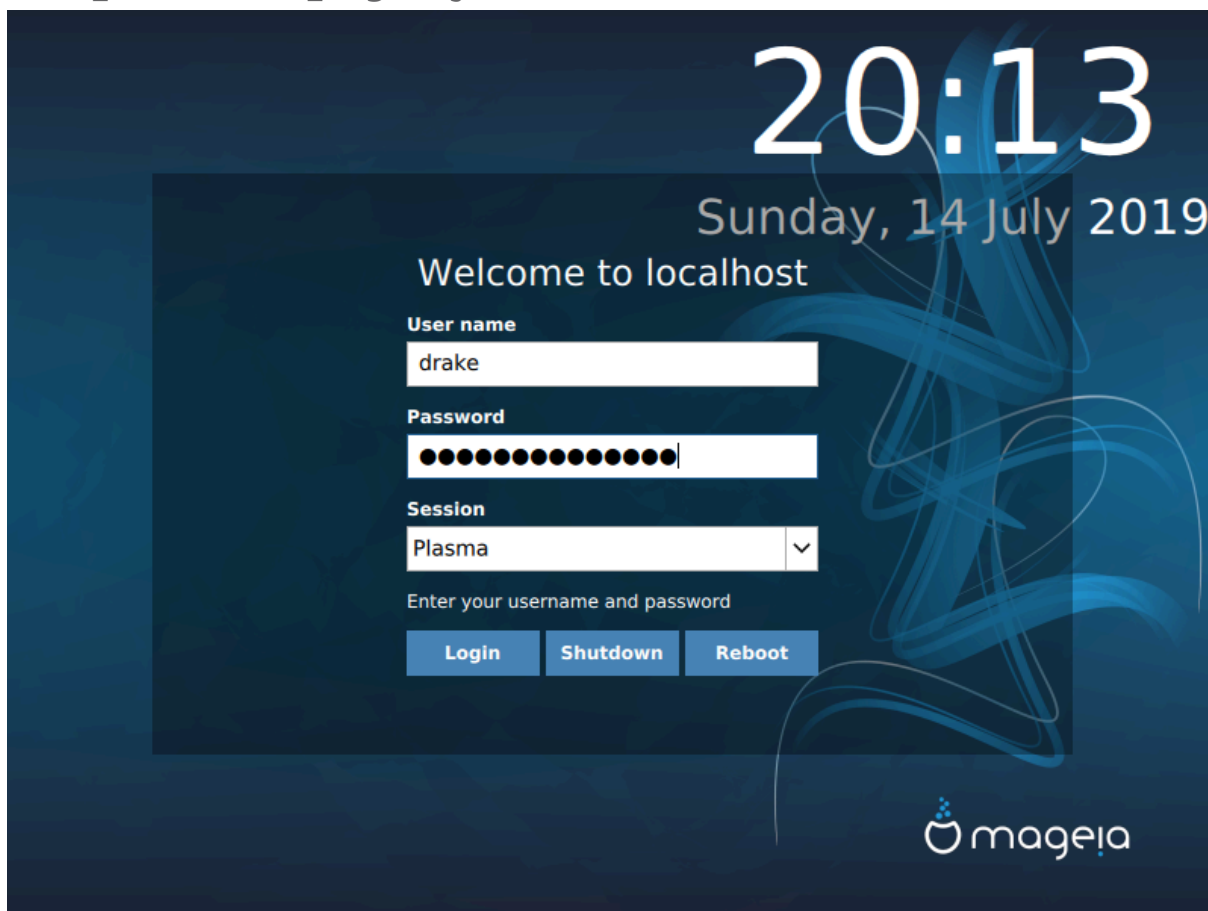 20:13
Sunday, 14 July 2019
Welcome to localhost
User name
drake
Password
●●●●●●●●●●●●●●
Session
Plasma
Enter your username and password
Login Shutdown Reboot
mageia